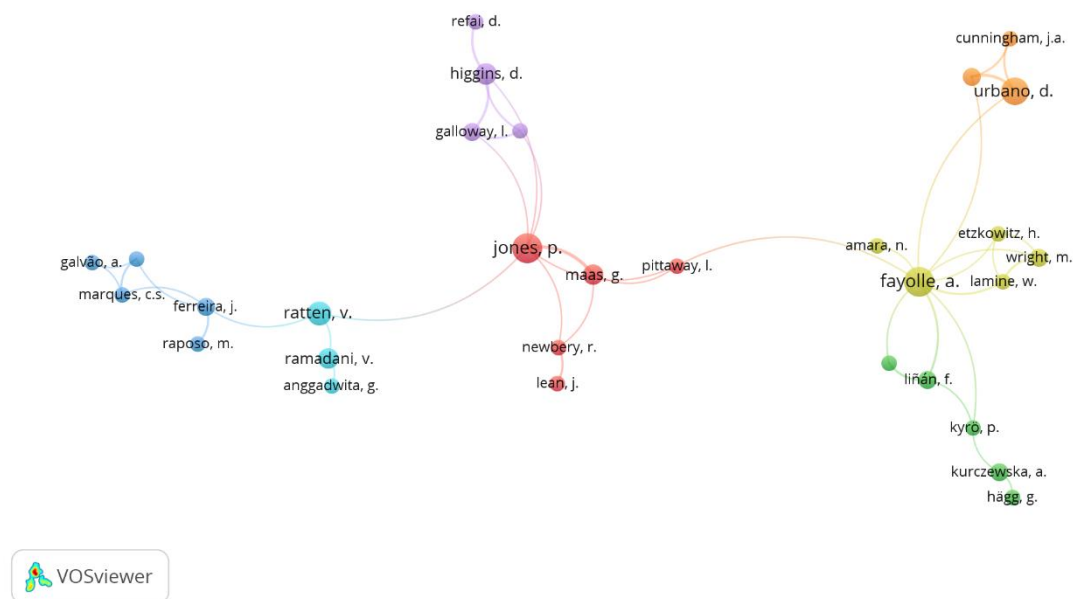 refai, d.
cunningham, j.a.
higgins, d.
urbano, d.
galloway, l.
etzkowitz, h.
jones, p.
amara, n.
wright, m.
galvão, a.
pittaway, l.
maas, g.
fayolle, a.
lamine, w.
marques, c.s.
ferreira, j.
ratten, v.
raposo, m.
newbery, r.
ramadani, v.
liñán, f.
anggadwita, g.
lean, j.
kyrö, p.
kurczewska, a.
hägg, g.
VOSviewer